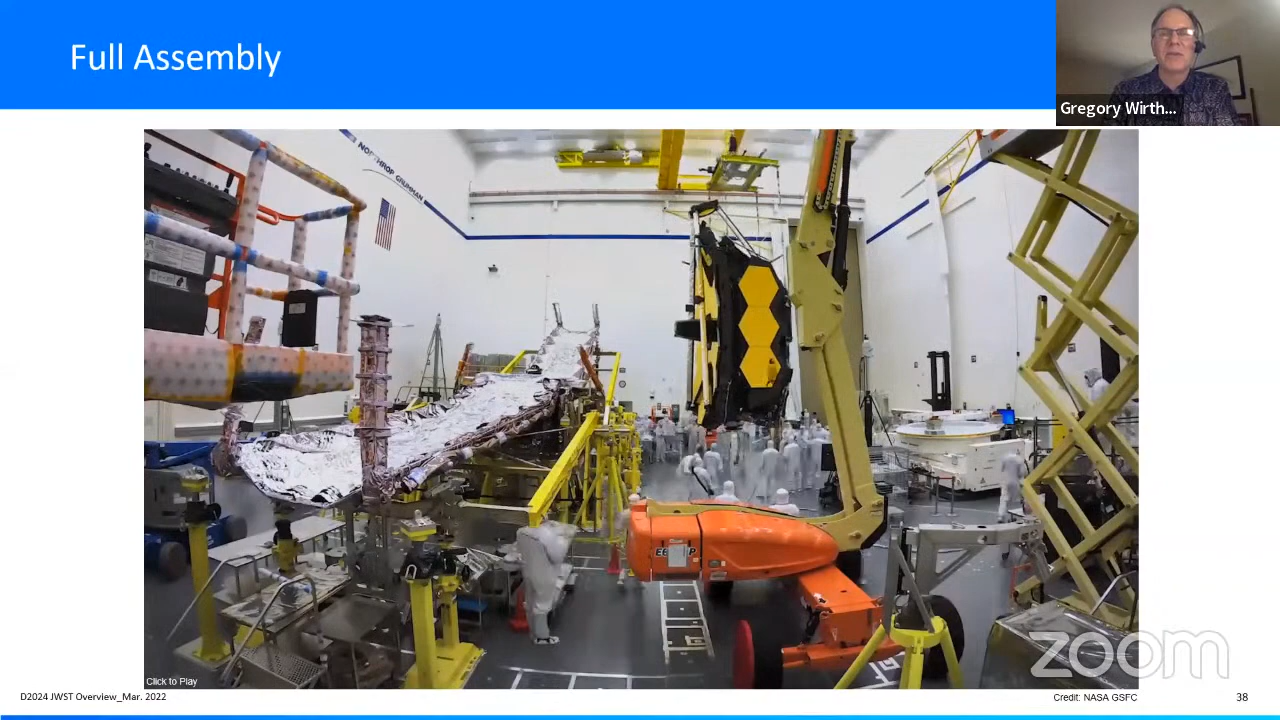 Full Assembly
Gregory Wirth...
NORTHROP GRUMMAN
Click to Play
zoom
D2024 JWST Overview_Mar. 2022
Credit: NASA GSFC
38